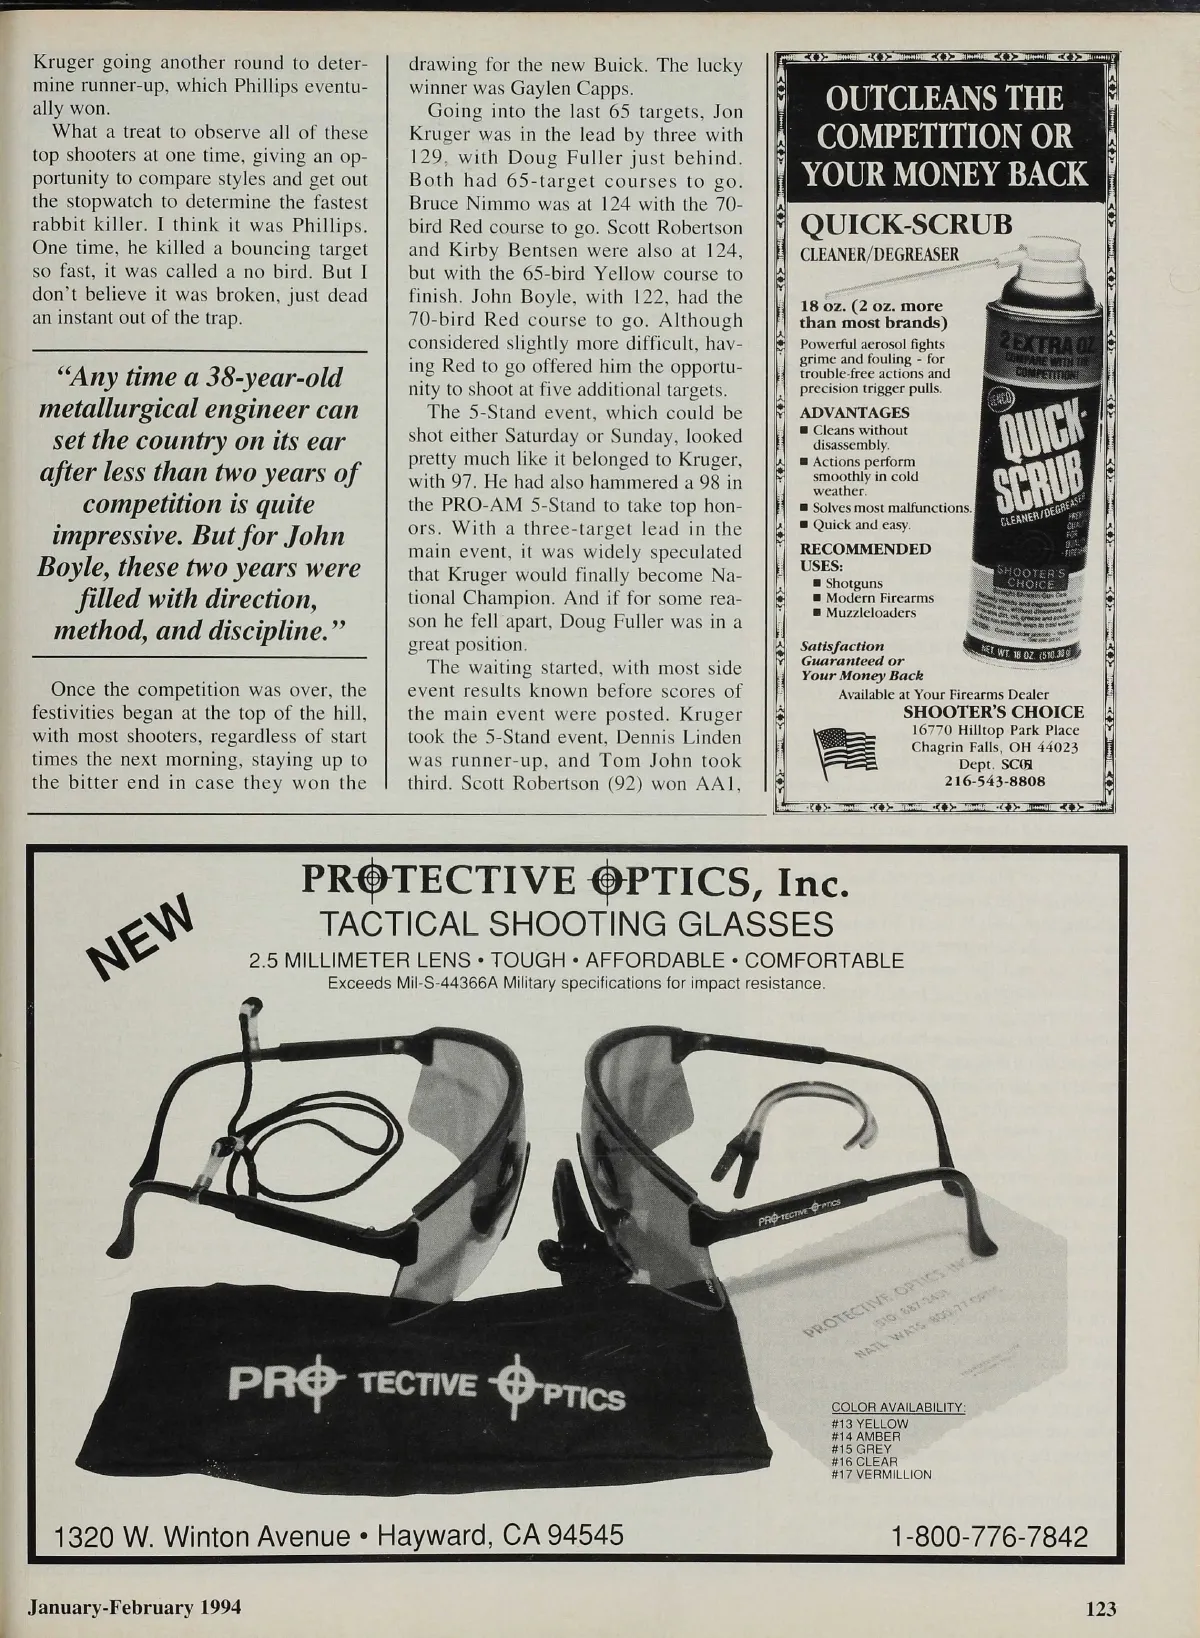 Kruger going another round to deter-
mine runner-up, which Phillips eventu-
ally won.
What a treat to observe all of these
top shooters at one time, giving an op-
portunity to compare styles and get out
the stopwatch to determine the fastest
rabbit killer. I think it was Phillips.
One time, he killed a bouncing target
so fast, it was called a no bird. But I
don't believe it was broken, just dead
an instant out of the trap.
“Any time a 38-year-old
metallurgical engineer can
set the country on its ear
after less than two years of
competition is quite
impressive. But for John
Boyle, these two years were
filled with direction,
method, and discipline.”
Once the competition was over, the
festivities began at the top of the hill,
with most shooters, regardless of start
times the next morning, staying up to
the bitter end in case they won the
drawing for the new Buick. The lucky
winner was Gaylen Capps.
Going into the last 65 targets, Jon
Kruger was in the lead by three with
129, with Doug Fuller just behind.
Both had 65-target courses to go.
Bruce Nimmo was at 124 with the 70-
bird Red course to go. Scott Robertson
and Kirby Bentsen were also at 124,
but with the 65-bird Yellow course to
finish. John Boyle, with 122, had the
70-bird Red course to go. Although
considered slightly more difficult, hav-
ing Red to go offered him the opportu-
nity to shoot at five additional targets.
The 5-Stand event, which could be
shot either Saturday or Sunday, looked
pretty much like it belonged to Kruger,
with 97. He had also hammered a 98 in
the PRO-AM 5-Stand to take top hon-
ors. With a three-target lead in the
main event, it was widely speculated
that Kruger would finally become Na-
tional Champion. And if for some rea-
son he fell apart, Doug Fuller was in a
great position.
The waiting started, with most side
event results known before scores of
the main event were posted. Kruger
took the 5-Stand event, Dennis Linden
was runner-up, and Tom John took
third. Scott Robertson (92) won AA1,
OUTCLEANS THE
COMPETITION OR
YOUR MONEY BACK
QUICK-SCRUB
CLEANER/DEGREASER
18 oz. (2 oz. more
than most brands)
Powerful aerosol fights
grime and fouling - for
trouble-free actions and
precision trigger pulls.
ADVANTAGES
■ Cleans without
disassembly.
■ Actions perform
smoothly in cold
weather.
■ Solves most malfunctions.
■ Quick and easy.
RECOMMENDED
USES:
■ Shotguns
■ Modern Firearms
■ Muzzleloaders
Satisfaction
Guaranteed or
Your Money Back
2 EXTRA OZ.
COMPARE WITH THE
COMPETITION!
VENCO
QUICK-
SCRUB
CLEANER/DEGREASER
SHOOTER'S
CHOICE
NET WT. 18 OZ. (510.30 g)
Available at Your Firearms Dealer
SHOOTER'S CHOICE
16770 Hilltop Park Place
Chagrin Falls, OH 44023
Dept.
216-543-8808
NEW
PROTECTIVE OPTICS, Inc.
TACTICAL SHOOTING GLASSES
2.5 MILLIMETER LENS • TOUGH • AFFORDABLE • COMFORTABLE
Exceeds Mil-S-44366A Military specifications for impact resistance.
PROTECTIVE OPTICS
PROTECTIVE OPTICS INC.
NATL WATS 800-77-OPTIC
PROTECTIVE OPTICS
COLOR AVAILABILITY:
#13 YELLOW
#14 AMBER
#15 GREY
#16 CLEAR
#17 VERMILLION
1320 W. Winton Avenue • Hayward, CA 94545
1-800-776-7842
January-February 1994
123